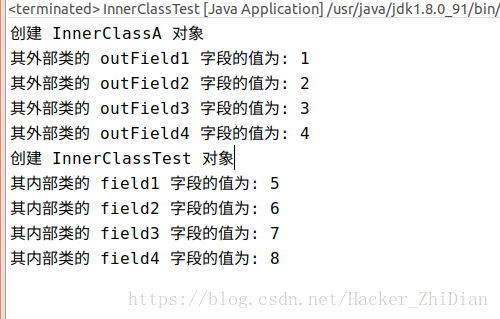 <terminated> InnerClassTest [Java Application] /usr/java/jdk1.8.0_91/bin/
创建 InnerClassA 对象
其外部类的 outField1 字段的值为: 1
其外部类的 outField2 字段的值为: 2
其外部类的 outField3 字段的值为: 3
其外部类的 outField4 字段的值为: 4
创建 InnerClassTest 对象
其内部类的 field1 字段的值为: 5
其内部类的 field2 字段的值为: 6
其内部类的 field3 字段的值为: 7
其内部类的 field4 字段的值为: 8
https://blog.csdn.net/Hacker_ZhiDian